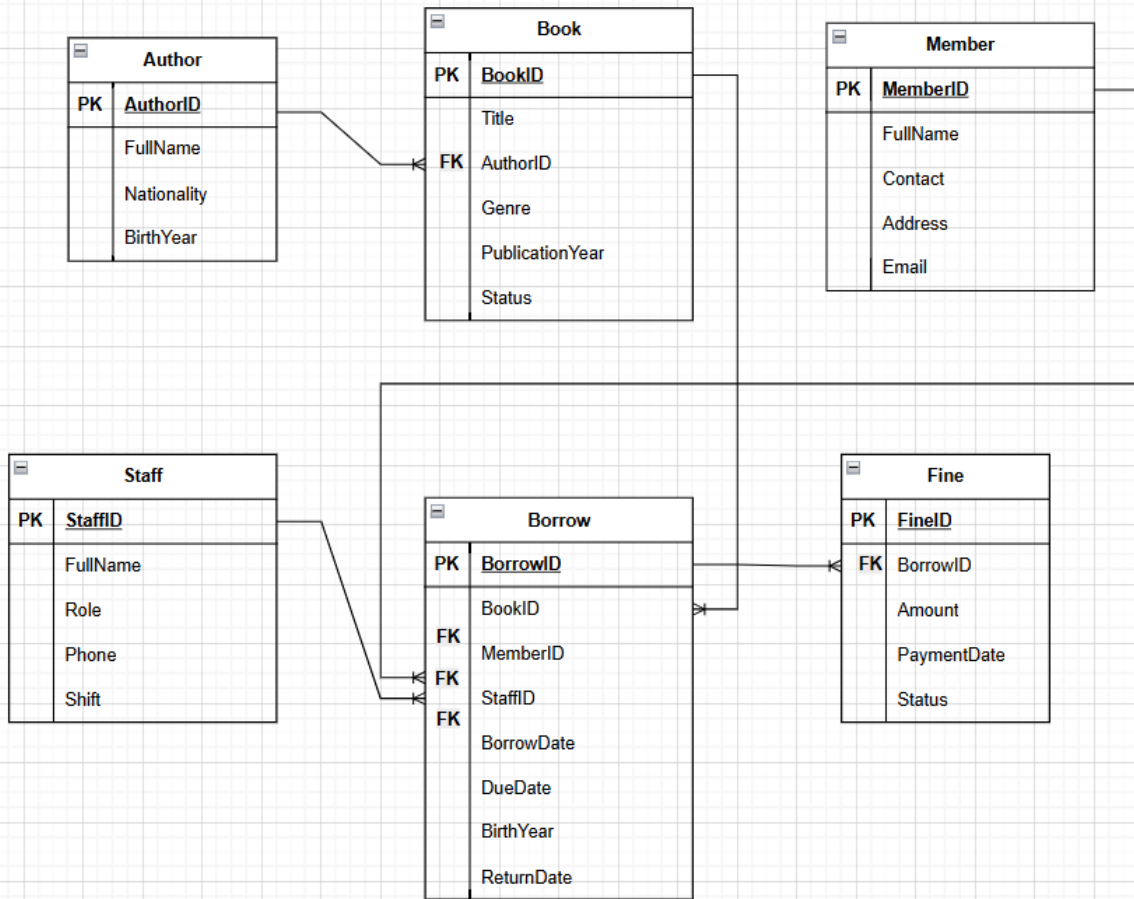 Author
PK AuthorID
FullName
Nationality
BirthYear
Book
PK BookID
Title
FK AuthorID
Genre
PublicationYear
Status
Member
PK MemberID
FullName
Contact
Address
Email
Staff
PK StaffID
FullName
Role
Phone
Shift
Borrow
PK BorrowID
BookID
FK
MemberID
FK
StaffID
FK
BorrowDate
DueDate
BirthYear
ReturnDate
Fine
PK FineID
FK BorrowID
Amount
PaymentDate
Status